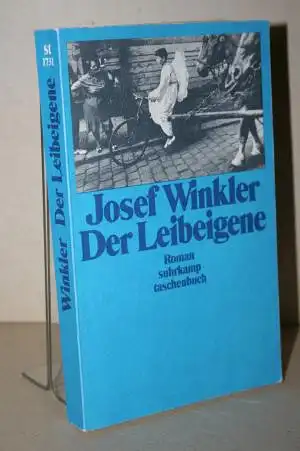 st
1731
Winkler Der Leibeigene
Josef Winkler
Der Leibeigene
Roman
suhrkamp
taschenbuch